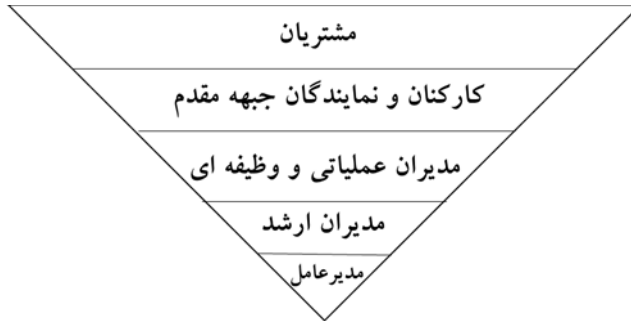 مشتریان
کارکنان و نمایندگان جبهه مقدم
مدیران عملیاتی و وظیفه ای
مدیران ارشد
مدیرعامل